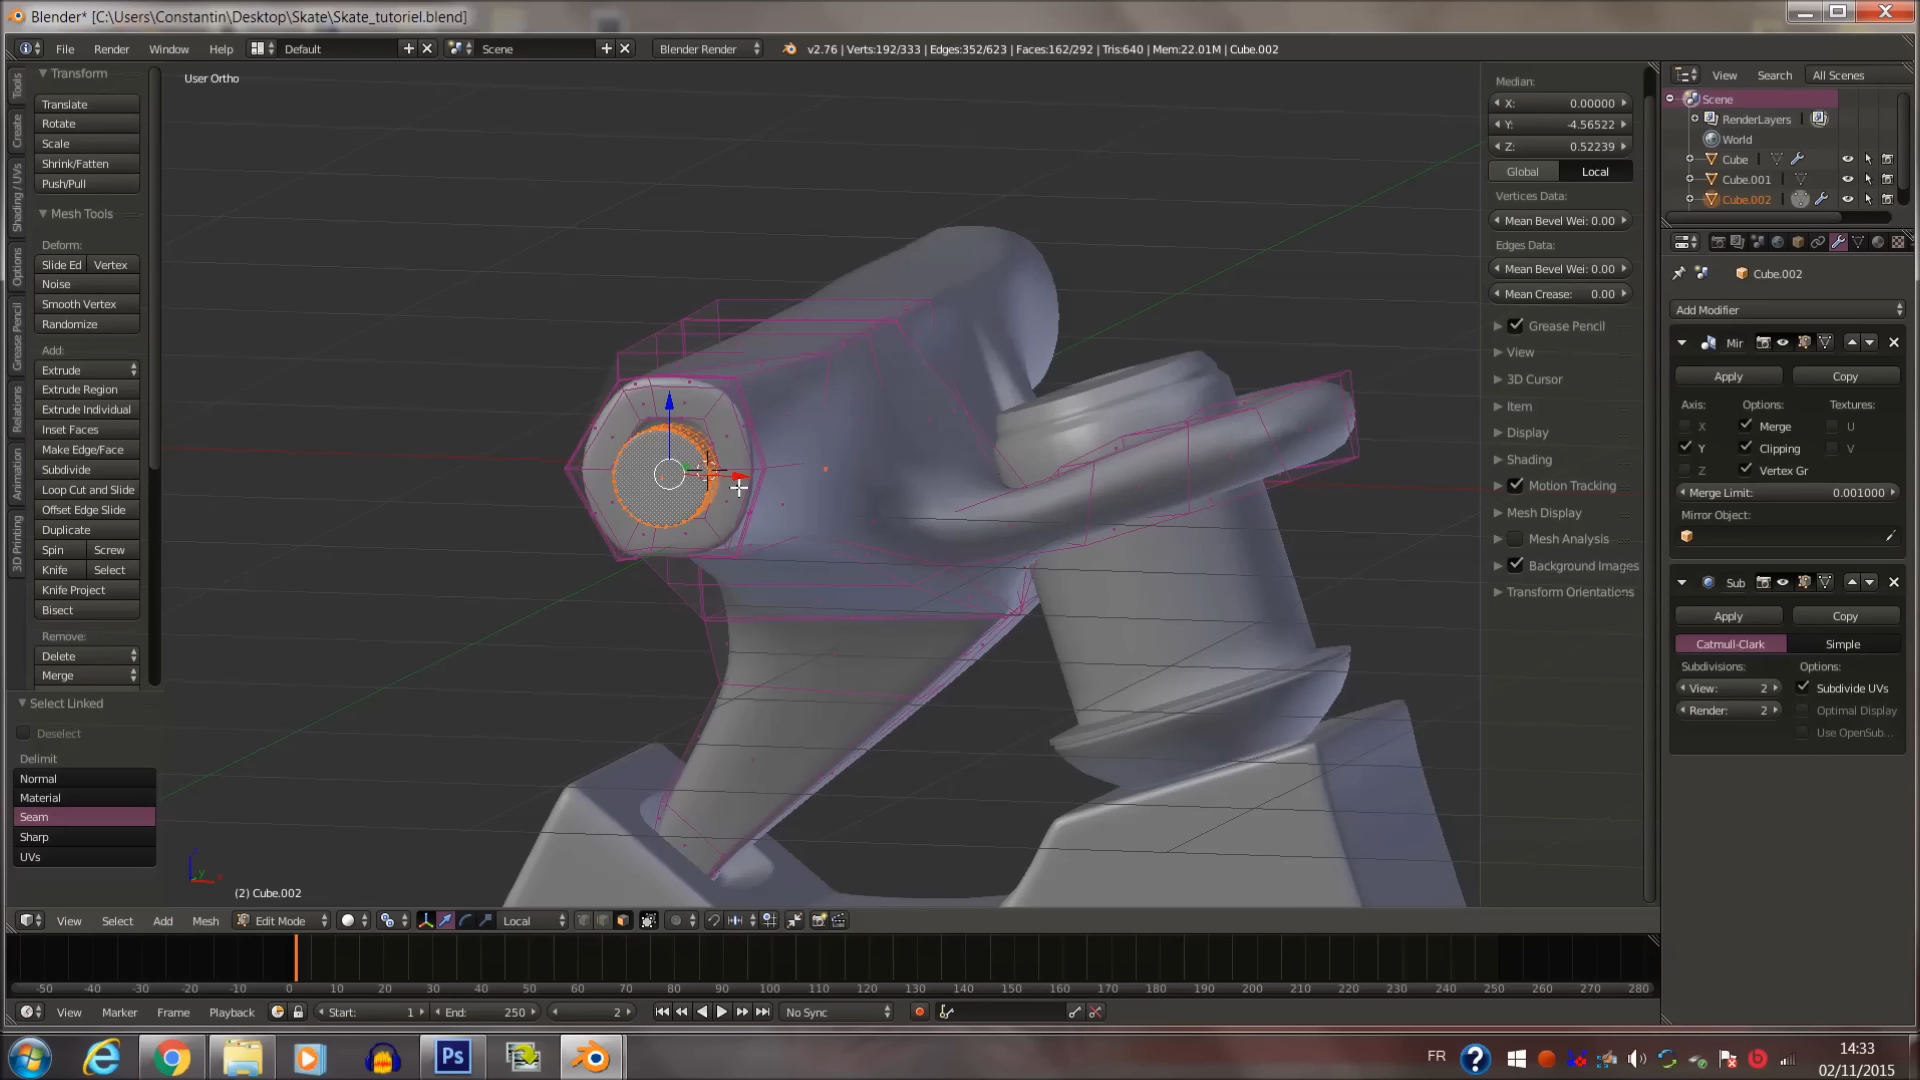 Blender* [C:\Users\Constantin\Desktop\Skate\Skate_tutoriel.blend]
File Render Window Help Default Scene Blender Render v2.76 | Verts:192/333 | Edges:352/623 | Faces:162/292 | Tris:640 | Mem:22.01M | Cube.002
Tools
Create
Shading / UVs
Options
Grease Pencil
Relations
Animation
3D Printing
Transform
Translate
Rotate
Scale
Shrink/Fatten
Push/Pull
Mesh Tools
Deform:
Slide Ed Vertex
Noise
Smooth Vertex
Randomize
Add:
Extrude
Extrude Region
Extrude Individual
Inset Faces
Make Edge/Face
Subdivide
Loop Cut and Slide
Offset Edge Slide
Duplicate
Spin Screw
Knife Select
Knife Project
Bisect
Remove:
Delete
Merge
Select Linked
Deselect
Delimit
Normal
Material
Seam
Sharp
UVs
User Ortho
(2) Cube.002
Median:
X: 0.00000
Y: -4.56522
Z: 0.52239
Global Local
Vertices Data:
Mean Bevel Wei: 0.00
Edges Data:
Mean Bevel Wei: 0.00
Mean Crease: 0.00
Grease Pencil
View
3D Cursor
Item
Display
Shading
Motion Tracking
Mesh Display
Mesh Analysis
Background Images
Transform Orientations
View Search All Scenes
Scene
RenderLayers
World
Cube
Cube.001
Cube.002
Cube.002
Add Modifier
Mir
Apply Copy
Axis: Options: Textures:
X Merge U
Y Clipping V
Z Vertex Gr
Merge Limit: 0.001000
Mirror Object:
Sub
Apply Copy
Catmull-Clark Simple
Subdivisions: Options:
View: 2 Subdivide UVs
Render: 2 Optimal Display
Use OpenSub...
View Select Add Mesh Edit Mode Local
-50 -40 -30 -20 -10 0 10 20 30 40 50 60 70 80 90 100 110 120 130 140 150 160 170 180 190 200 210 220 230 240 250 260 270 280
View Marker Frame Playback Start: 1 End: 250 2 No Sync
Ps
FR
14:33
02/11/2015